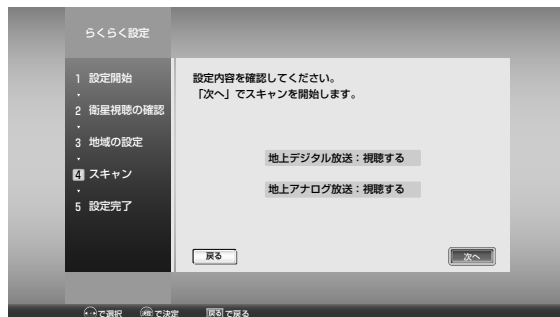 らくらく設定
1 設定開始
2 衛星視聴の確認
3 地域の設定
4 スキャン
5 設定完了
設定内容を確認してください。
「次へ」でスキャンを開始します。
地上デジタル放送：視聴する
地上アナログ放送：視聴する
戻る
次へ
で選択 決定 で決定 戻る で戻る